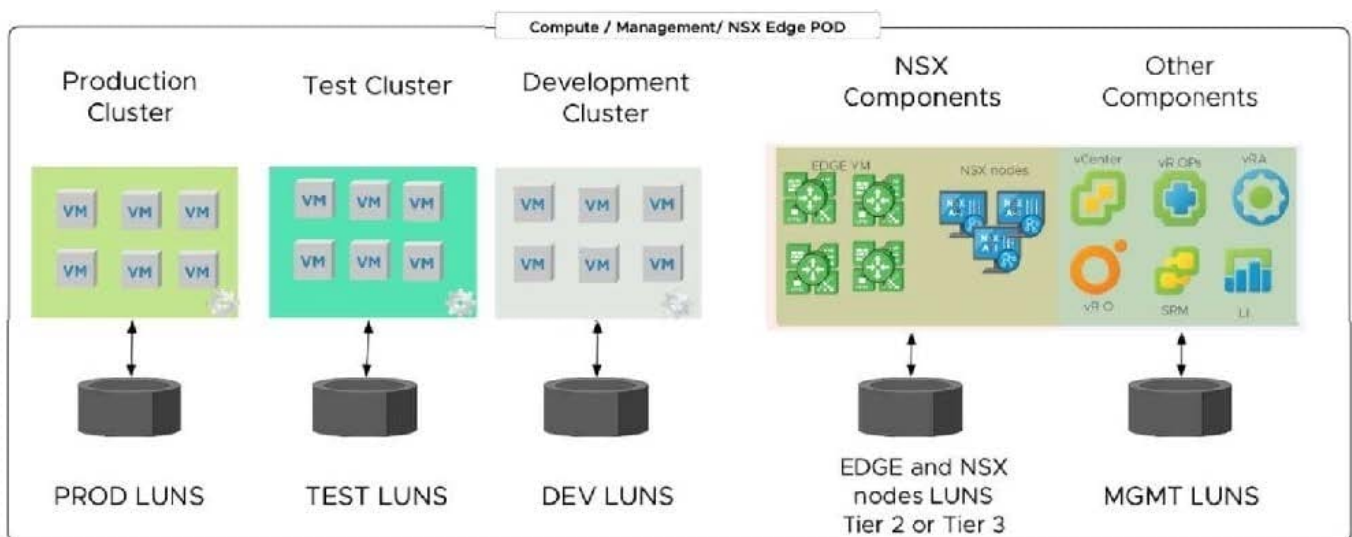 Compute / Management/ NSX Edge POD
Production
Cluster
Test Cluster
Development
Cluster
NSX
Components
Other
Components
VM VM VM
VM VM VM
VM VM VM
VM VM VM
VM VM VM
VM VM VM
EDGE VM
NSX nodes
vCenter
vR OPs
vRA
vR O
SRM
LI
PROD LUNS
TEST LUNS
DEV LUNS
EDGE and NSX
nodes LUNS
Tier 2 or Tier 3
MGMT LUNS